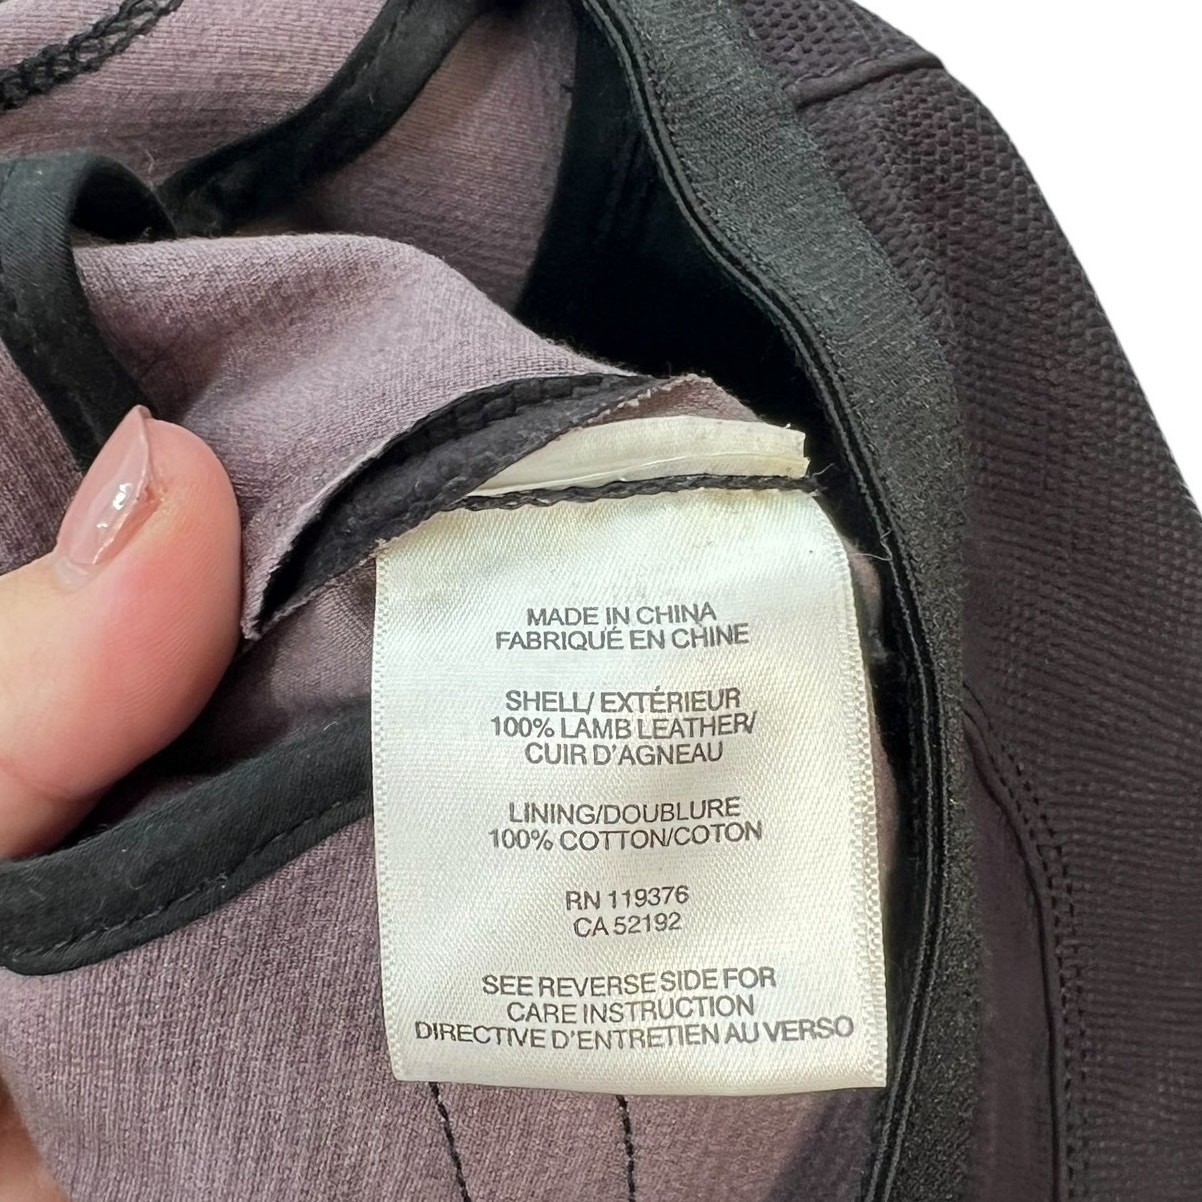 MADE IN CHINA
FABRIQUÉ EN CHINE
SHELL/ EXTÉRIEUR
100% LAMB LEATHER/
CUIR D'AGNEAU
LINING/DOUBLURE
100% COTTON/COTON
RN 119376
CA 52192
SEE REVERSE SIDE FOR
CARE INSTRUCTION
DIRECTIVE D'ENTRETIEN AU VERSO